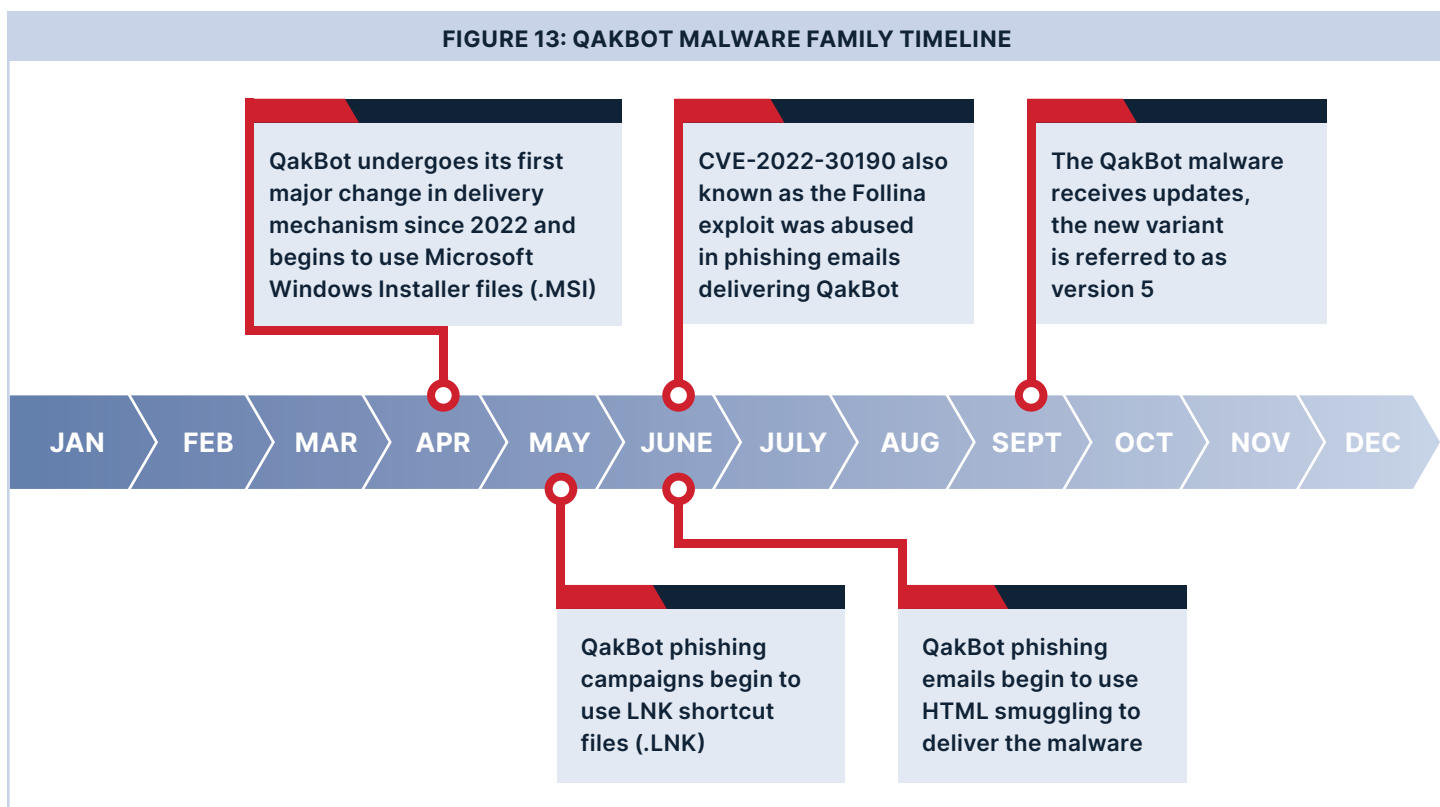 FIGURE 13: QAKBOT MALWARE FAMILY TIMELINE
QakBot undergoes its first
major change in delivery
mechanism since 2022 and
begins to use Microsoft
Windows Installer files (.MSI)
CVE-2022-30190 also
known as the Follina
exploit was abused
in phishing emails
delivering QakBot
The QakBot malware
receives updates,
the new variant
is referred to as
version 5
JAN FEB MAR APR MAY JUNE JULY AUG SEPT OCT NOV DEC
QakBot phishing
campaigns begin to
use LNK shortcut
files (.LNK)
QakBot phishing
emails begin to use
HTML smuggling to
deliver the malware